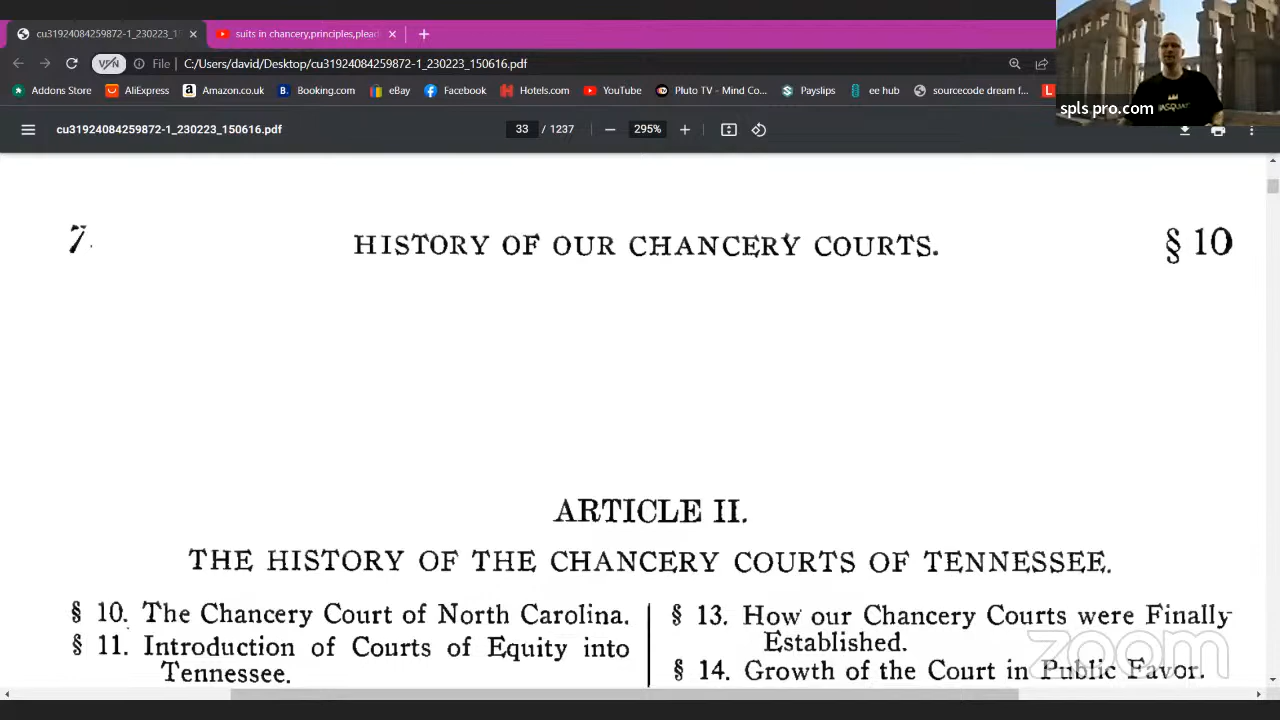 cu31924084259872-1_230223_1
suits in chancery,principles,plead
VPN
File
C:/Users/david/Desktop/cu31924084259872-1_230223_150616.pdf
Addons Store
AliExpress
Amazon.co.uk
Booking.com
eBay
Facebook
Hotels.com
YouTube
Pluto TV - Mind Co...
Payslips
ee hub
sourcecode dream f...
spls pro.com
cu31924084259872-1_230223_150616.pdf
33 / 1237
295%
7.
HISTORY OF OUR CHANCERY COURTS.
§ 10
ARTICLE II.
THE HISTORY OF THE CHANCERY COURTS OF TENNESSEE.
§ 10. The Chancery Court of North Carolina.
§ 11. Introduction of Courts of Equity into
Tennessee.
§ 13. How our Chancery Courts were Finally
Established.
§ 14. Growth of the Court in Public Favor.
zoom